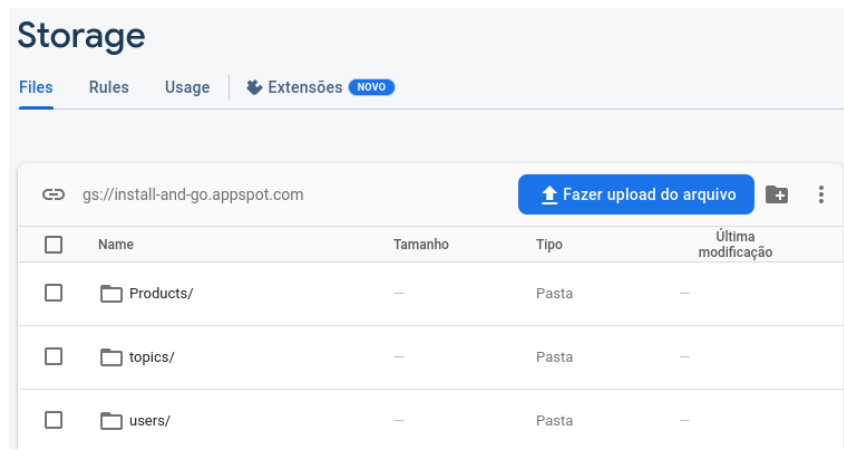 Storage
Files Rules Usage Extensões NOVO
gs://install-and-go.appspot.com Fazer upload do arquivo
Name Tamanho Tipo Última modificação
Products/ — Pasta —
topics/ — Pasta —
users/ — Pasta —